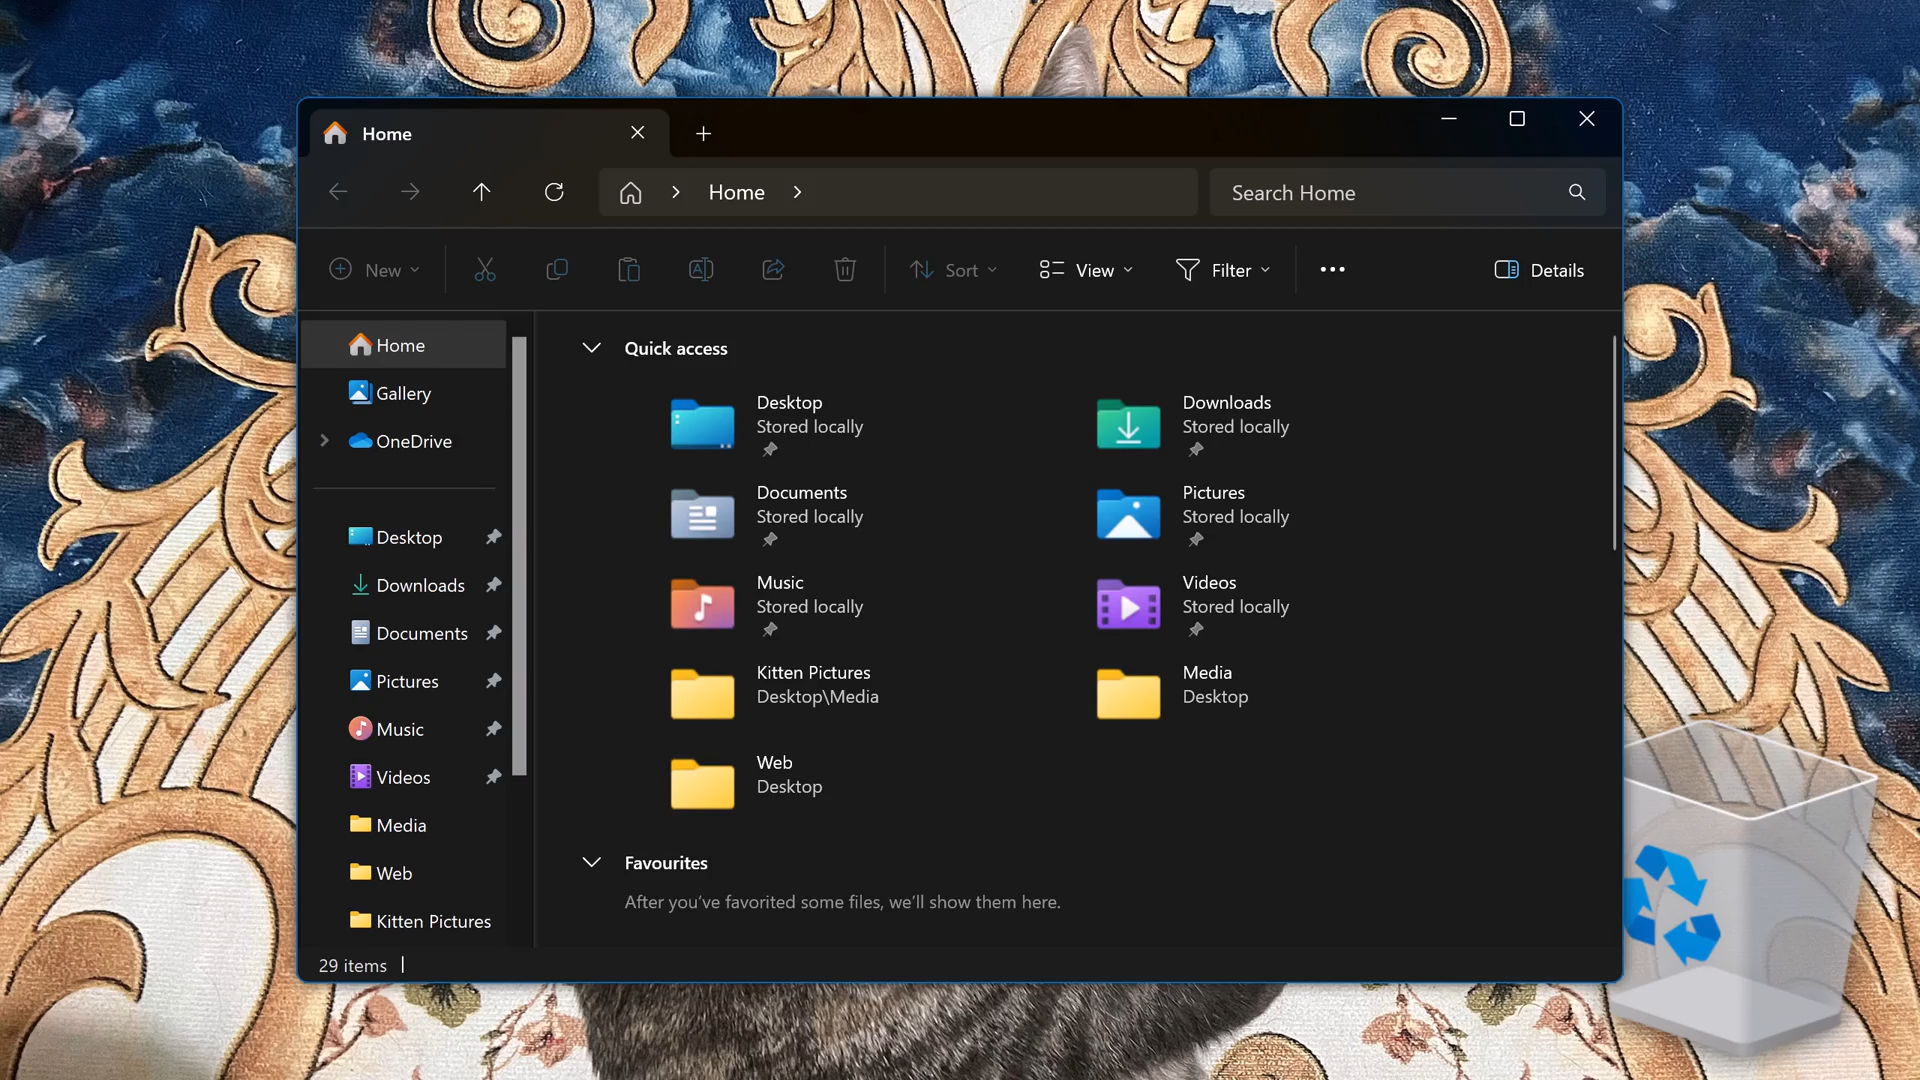 Home
Home
Search Home
New
Sort
View
Filter
Details
Home
Gallery
OneDrive
Desktop
Downloads
Documents
Pictures
Music
Videos
Media
Web
Kitten Pictures
Quick access
Desktop
Stored locally
Downloads
Stored locally
Documents
Stored locally
Pictures
Stored locally
Music
Stored locally
Videos
Stored locally
Kitten Pictures
Desktop\Media
Media
Desktop
Web
Desktop
Favourites
After you've favorited some files, we'll show them here.
29 items